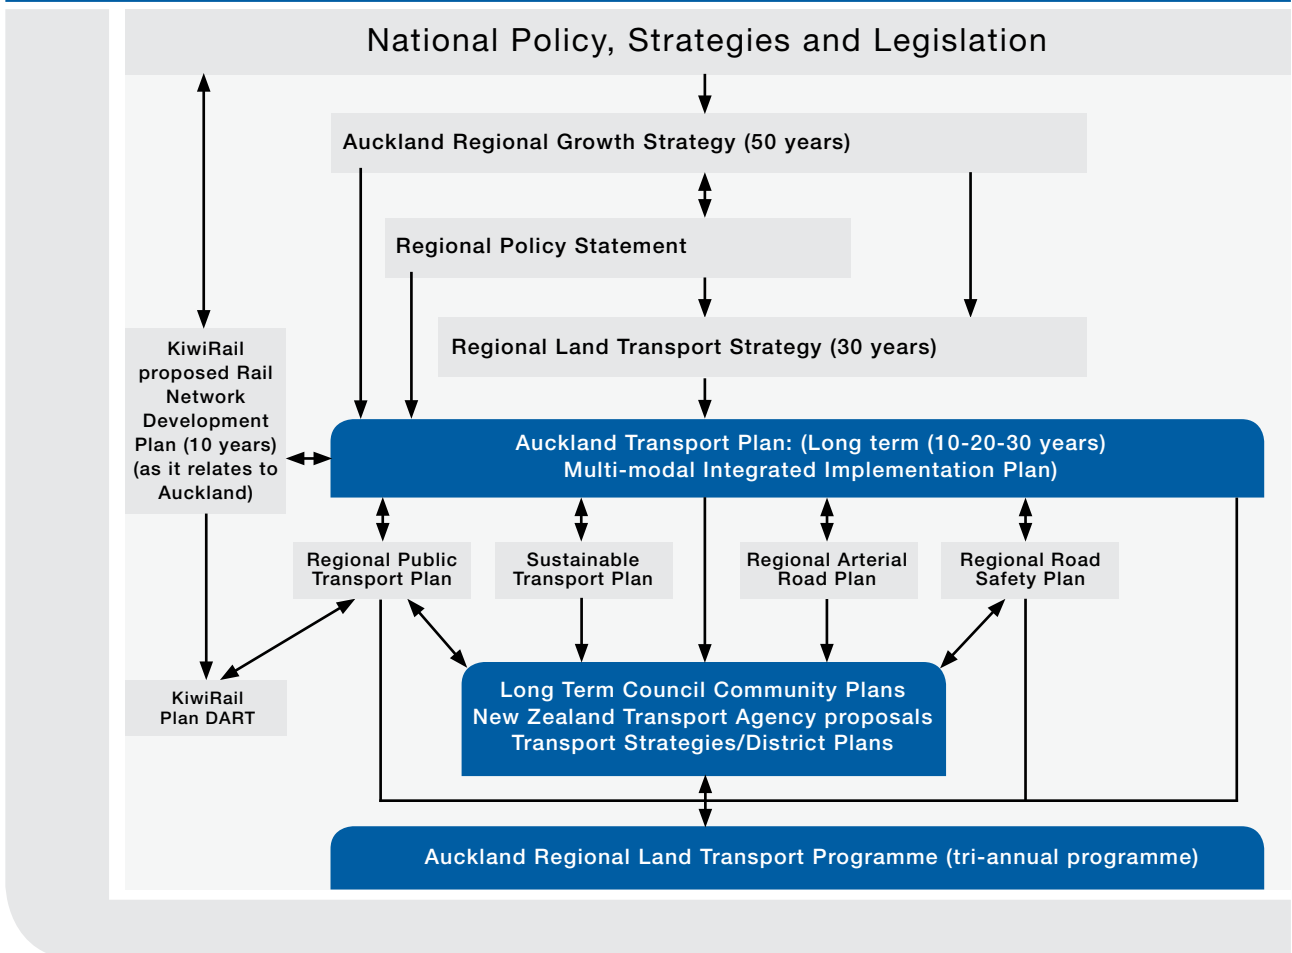 National Policy, Strategies and Legislation
Auckland Regional Growth Strategy (50 years)
Regional Policy Statement
Regional Land Transport Strategy (30 years)
KiwiRail
proposed Rail
Network
Development
Plan (10 years)
(as it relates to
Auckland)
Auckland Transport Plan: (Long term (10-20-30 years)
Multi-modal Integrated Implementation Plan)
Regional Public
Transport Plan
Sustainable
Transport Plan
Regional Arterial
Road Plan
Regional Road
Safety Plan
KiwiRail
Plan DART
Long Term Council Community Plans
New Zealand Transport Agency proposals
Transport Strategies/District Plans
Auckland Regional Land Transport Programme (tri-annual programme)